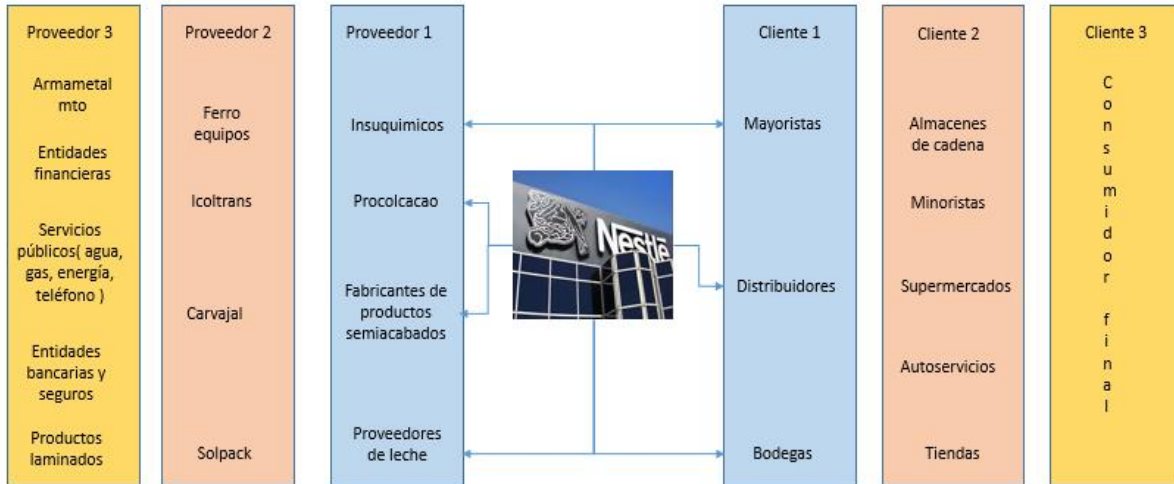 Proveedor 3
Armametal
mto
Entidades
financieras
Servicios
públicos( agua,
gas, energía,
teléfono )
Entidades
bancarias y
seguros
Productos
laminados
Proveedor 2
Ferro
equipos
Icoltrans
Carvajal
Solpack
Proveedor 1
Insuquimicos
Procolcacao
Fabricantes de
productos
semiacabados
Proveedores
de leche
Nestlé
Cliente 1
Mayoristas
Distribuidores
Bodegas
Cliente 2
Almacenes
de cadena
Minoristas
Supermercados
Autoservicios
Tiendas
Cliente 3
Consumidor final